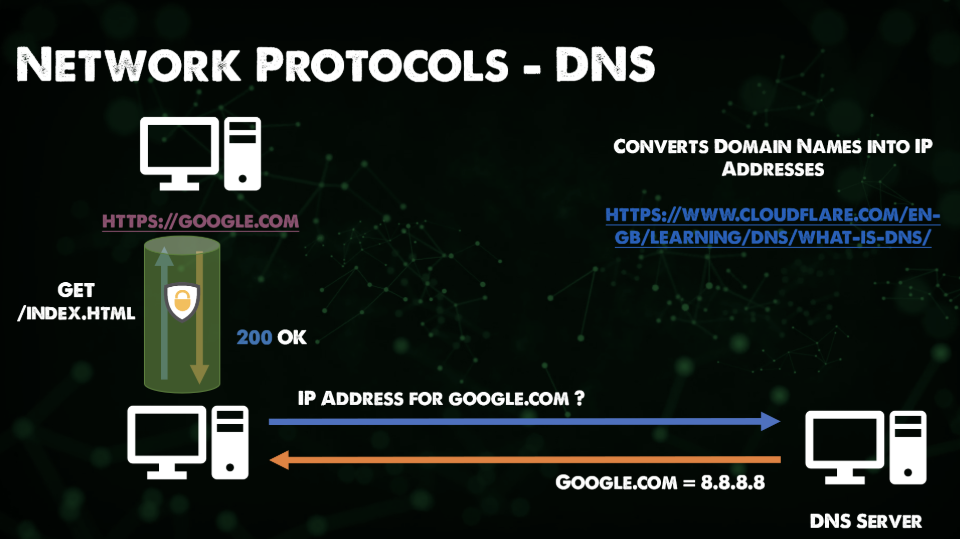 Network Protocols - DNS
Converts Domain Names into IP
Addresses
https://google.com
https://www.cloudflare.com/en-
gb/learning/dns/what-is-dns/
GET
/index.html
200 OK
IP Address for google.com ?
Google.com = 8.8.8.8
DNS Server